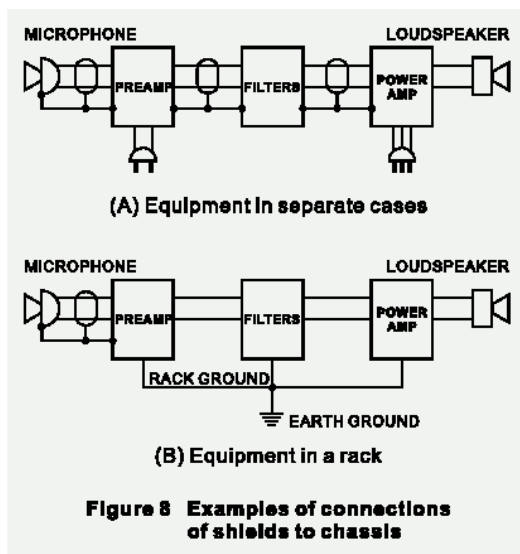 MICROPHONE LOUDSPEAKER
PREAMP FILTERS POWER AMP
(A) Equipment in separate cases
MICROPHONE LOUDSPEAKER
PREAMP FILTERS POWER AMP
RACK GROUND
EARTH GROUND
(B) Equipment in a rack
Figure 8 Examples of connections
of shields to chassis